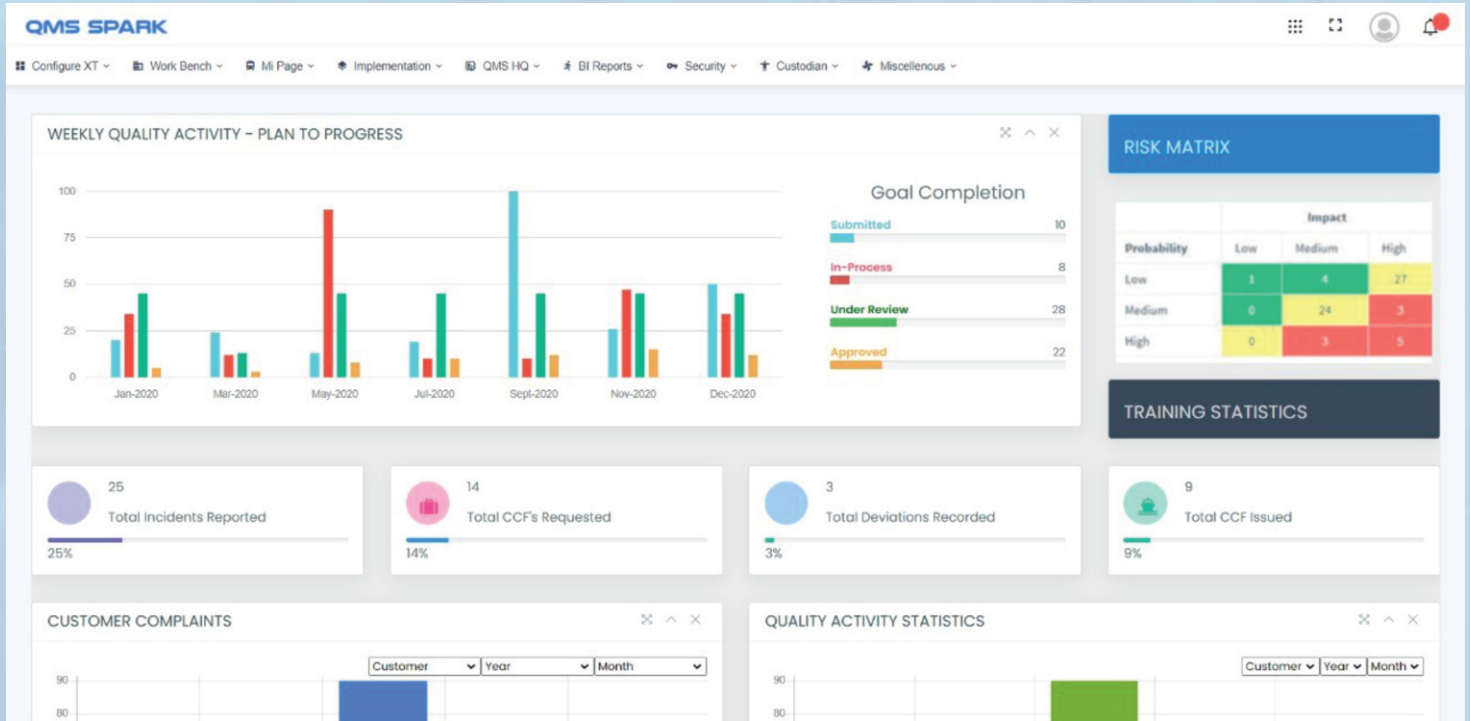 QMS SPARK
Configure XT Work Bench Mi Page Implementation QMS HQ BI Reports Security Custodian Miscellenous
WEEKLY QUALITY ACTIVITY - PLAN TO PROGRESS
100
75
50
25
0
Jan-2020 Mar-2020 May-2020 Jul-2020 Sept-2020 Nov-2020 Dec-2020
Goal Completion
Submitted 10
In-Process 8
Under Review 28
Approved 22
RISK MATRIX
Impact
Probability Low Medium High
Low 1 4 27
Medium 0 24 3
High 0 3 5
TRAINING STATISTICS
25
Total Incidents Reported
25%
14
Total CCF's Requested
14%
3
Total Deviations Recorded
3%
9
Total CCF Issued
9%
CUSTOMER COMPLAINTS
Customer Year Month
90
80
QUALITY ACTIVITY STATISTICS
Customer Year Month
90
80